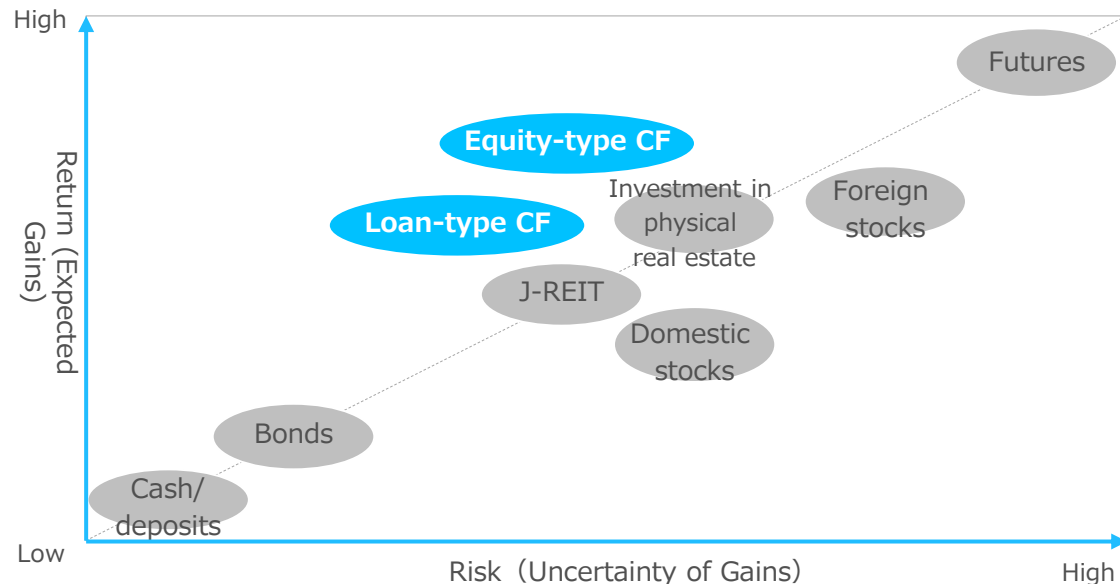 High
Return (Expected
Gains)
Futures
Equity-type CF
Investment in
physical
real estate
Foreign
stocks
Loan-type CF
J-REIT
Domestic
stocks
Bonds
Cash/
deposits
Low
Risk (Uncertainty of Gains)
High